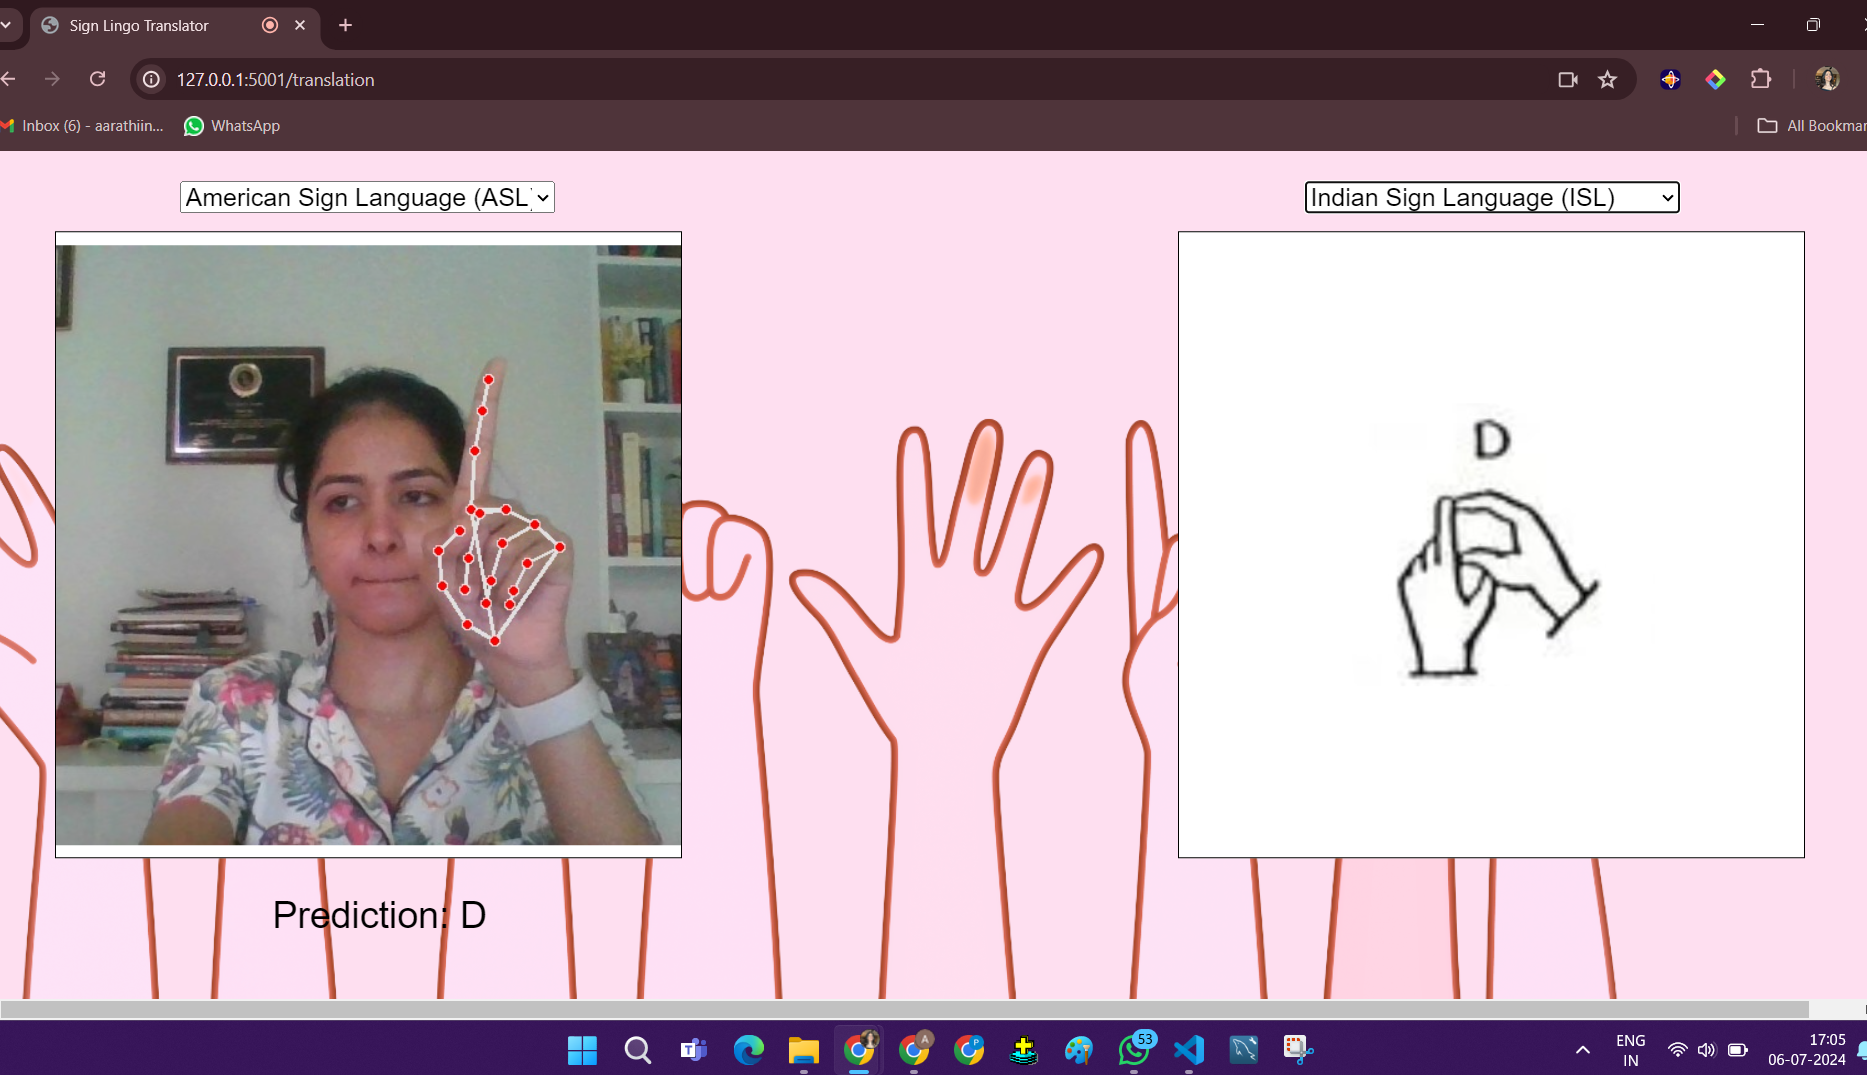 Sign Lingo Translator
127.0.0.1:5001/translation
Inbox (6) - aarathiin...
WhatsApp
All Bookmar
American Sign Language (ASL)
Indian Sign Language (ISL)
D
Prediction: D
A
P
53
ENG
IN
17:05
06-07-2024